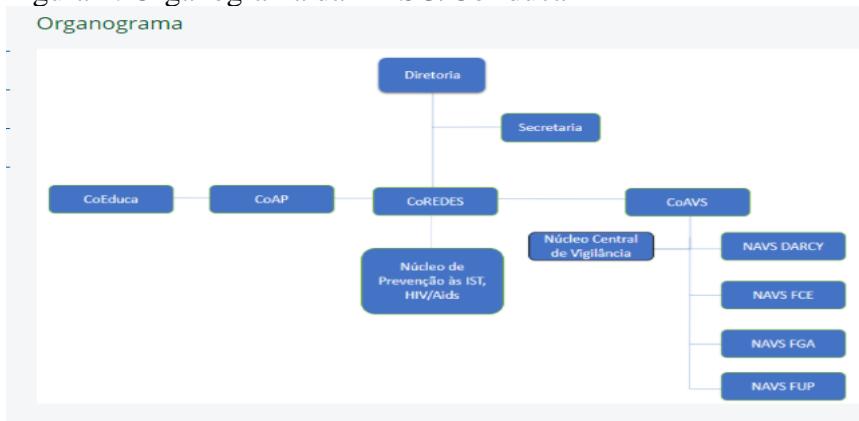 Organograma
Diretoria
Secretaria
CoEduca
CoAP
CoREDES
CoAVS
Núcleo Central
de Vigilância
NAVS DARCY
Núcleo de
Prevenção às IST,
HIV/Aids
NAVS FCE
NAVS FGA
NAVS FUP